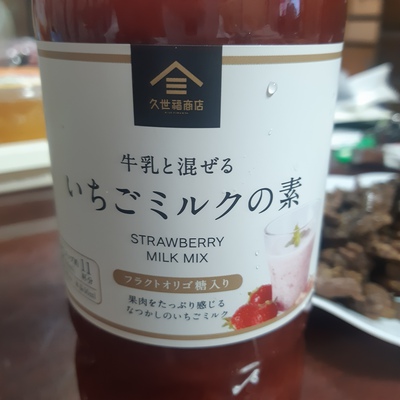 久世福商店
牛乳と混ぜる
いちごミルクの素
STRAWBERRY
MILK MIX
フラクトオリゴ糖入り
果肉をたっぷり感じる
なつかしのいちごミルク
11